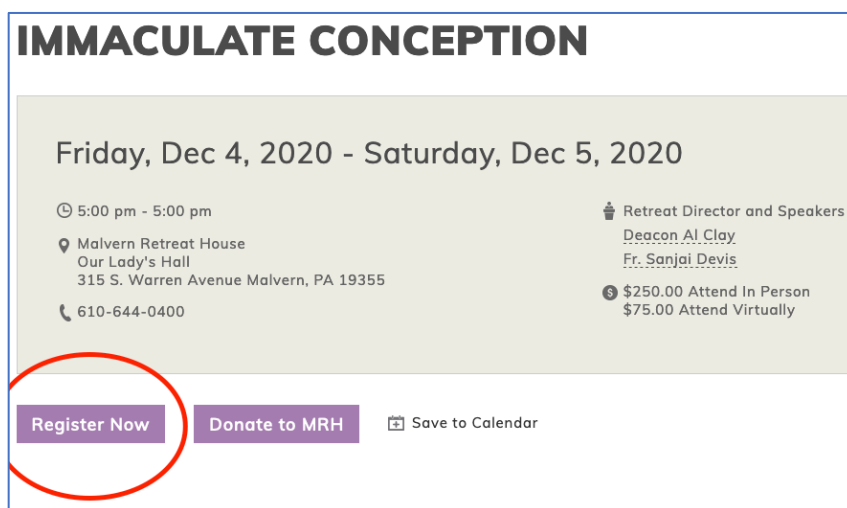 IMMACULATE CONCEPTION
Friday, Dec 4, 2020 - Saturday, Dec 5, 2020
5:00 pm - 5:00 pm
Malvern Retreat House
Our Lady's Hall
315 S. Warren Avenue Malvern, PA 19355
610-644-0400
Retreat Director and Speakers
Deacon Al Clay
Fr. Sanjai Devis
$250.00 Attend In Person
$75.00 Attend Virtually
Register Now
Donate to MRH
Save to Calendar